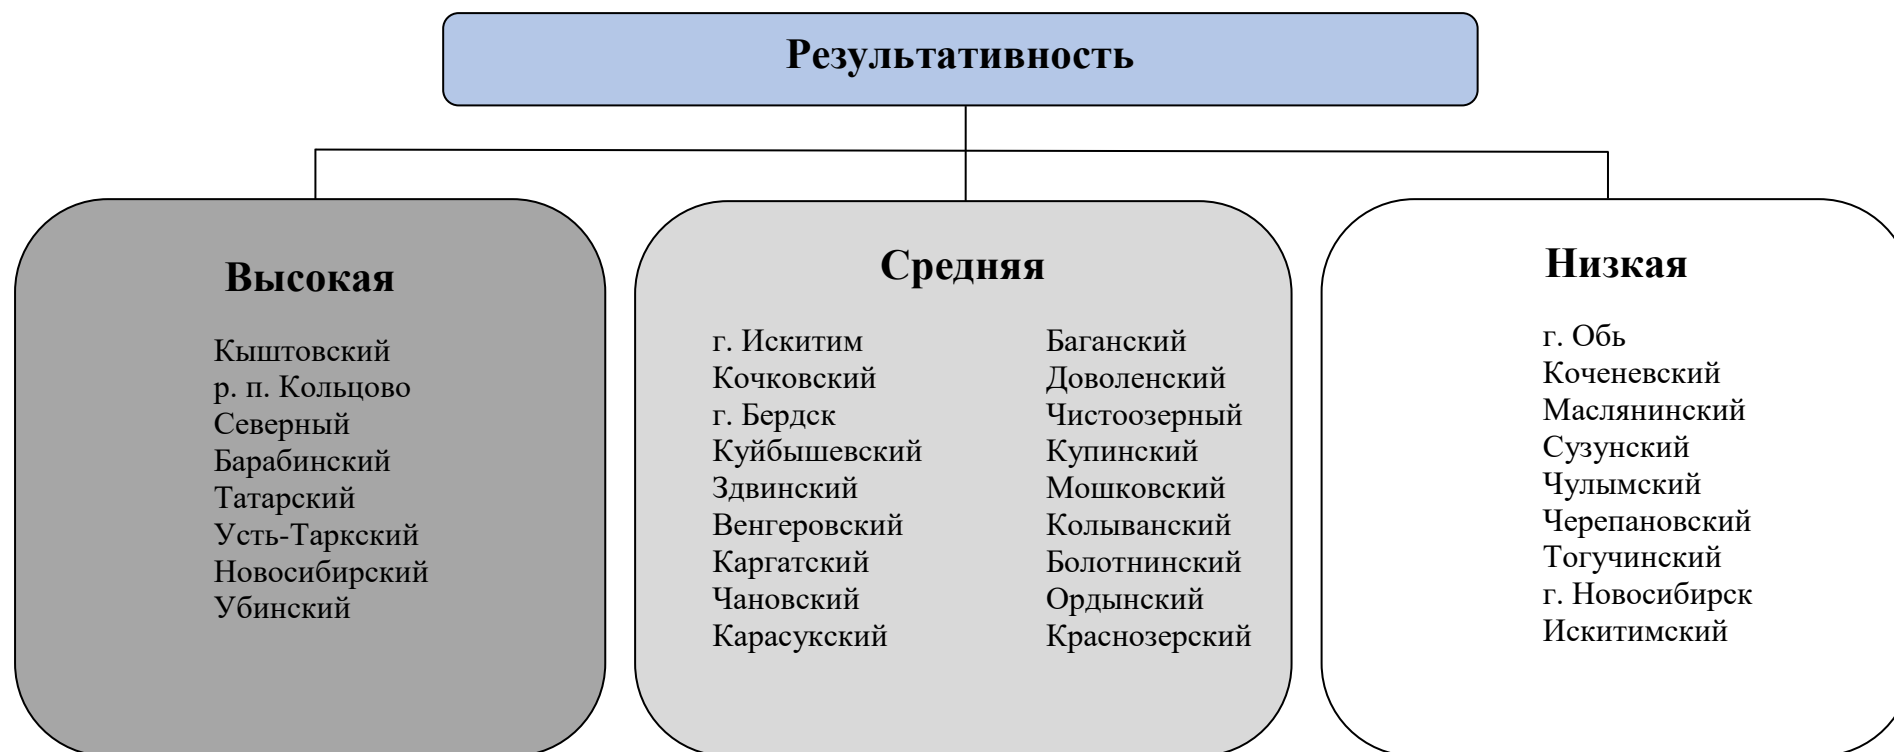 Результативность
Высокая
Кыштовский
р. п. Кольцово
Северный
Барабинский
Татарский
Усть-Таркский
Новосибирский
Убинский
Средняя
г. Искитим
Кочковский
г. Бердск
Куйбышевский
Здвинский
Венгеровский
Каргатский
Чановский
Карасукский
Баганский
Доволенский
Чистоозерный
Купинский
Мошковский
Колыванский
Болотнинский
Ордынский
Краснозерский
Низкая
г. Обь
Коченевский
Маслянинский
Сузунский
Чулымский
Черепановский
Тогучинский
г. Новосибирск
Искитимский